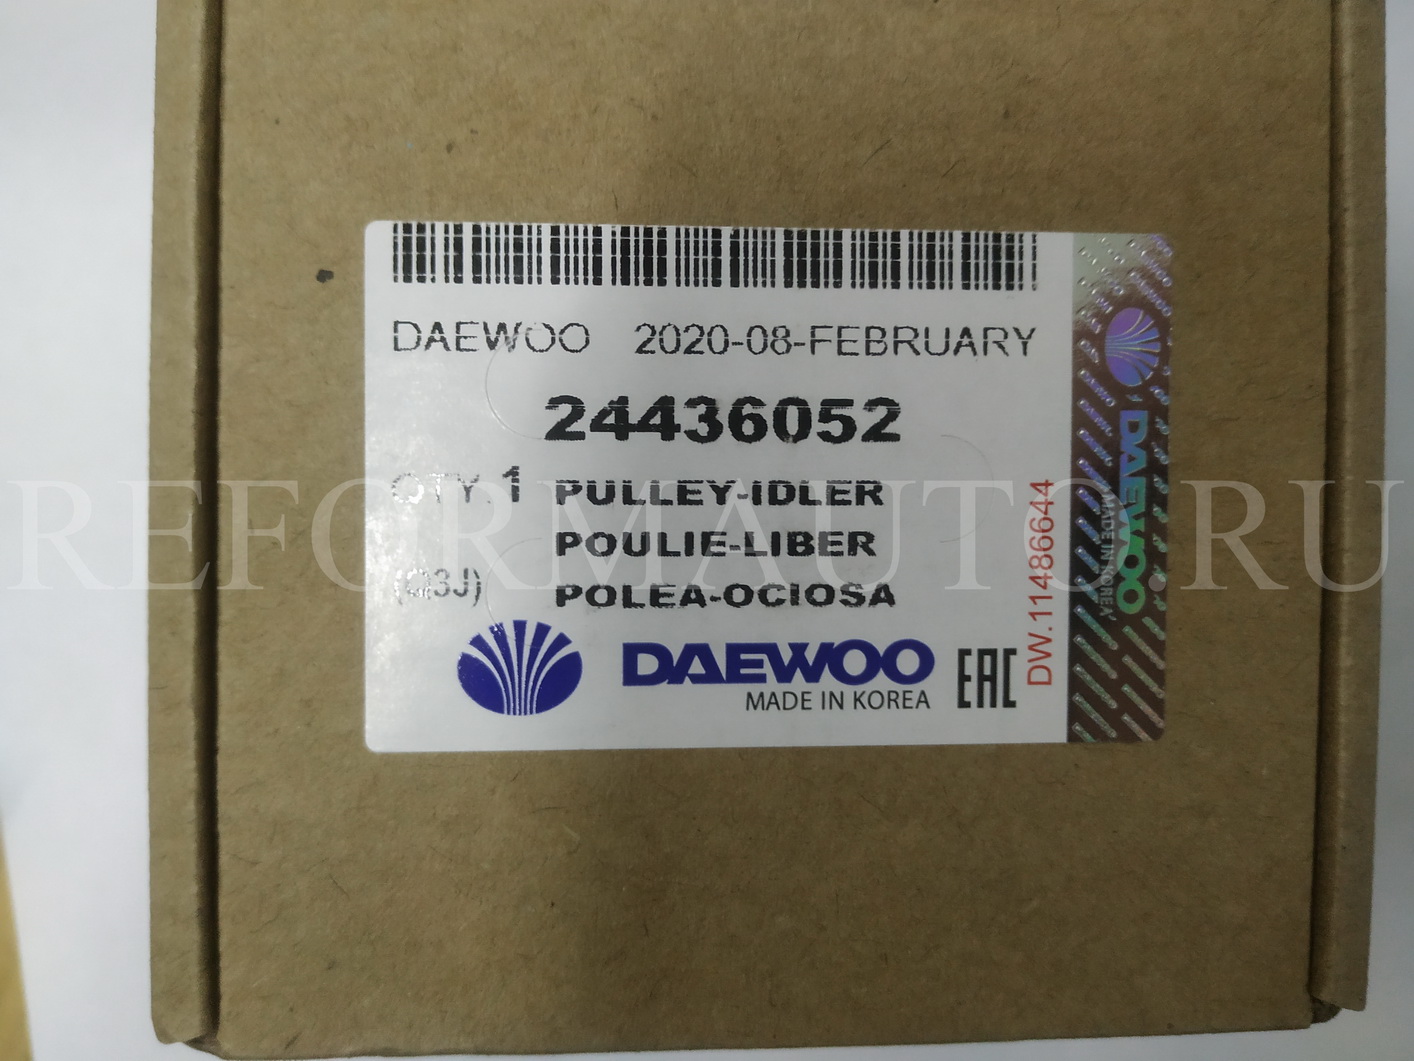 DAEWOO 2020-08-FEBRUARY
24436052
QTY. 1 PULLEY-IDLER
POULIE-LIBER
(Q3J) POLEA-OCIOSA
DAEWOO
MADE IN KOREA
EAC
DW.11486644
DAEWOO
MADE IN KOREA
REFORMAUTO.RU